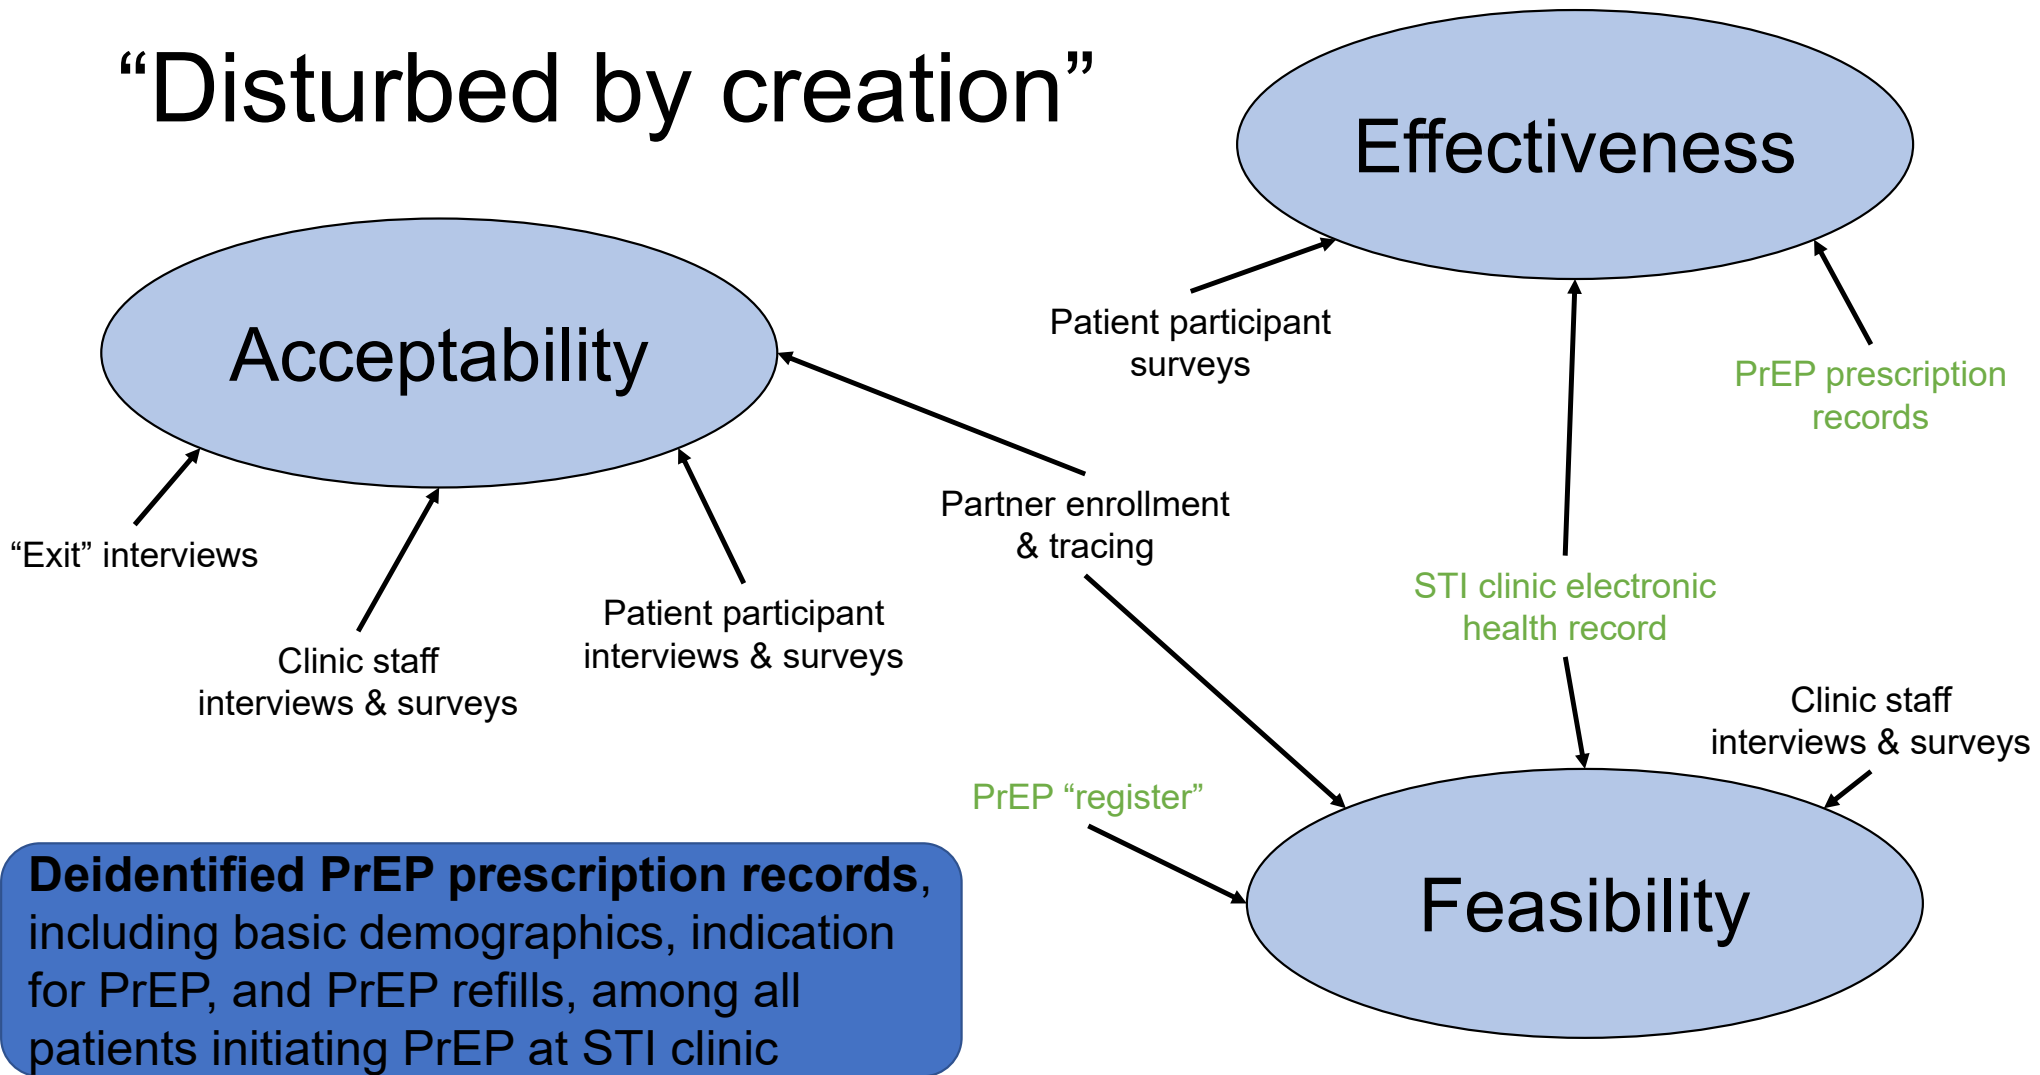 “Disturbed by creation”
Effectiveness
Acceptability
Patient participant
surveys
PrEP prescription
records
Partner enrollment
& tracing
“Exit” interviews
STI clinic electronic
health record
Patient participant
interviews & surveys
Clinic staff
interviews & surveys
Clinic staff
interviews & surveys
PrEP “register”
Feasibility
Deidentified PrEP prescription records,
including basic demographics, indication
for PrEP, and PrEP refills, among all
patients initiating PrEP at STI clinic